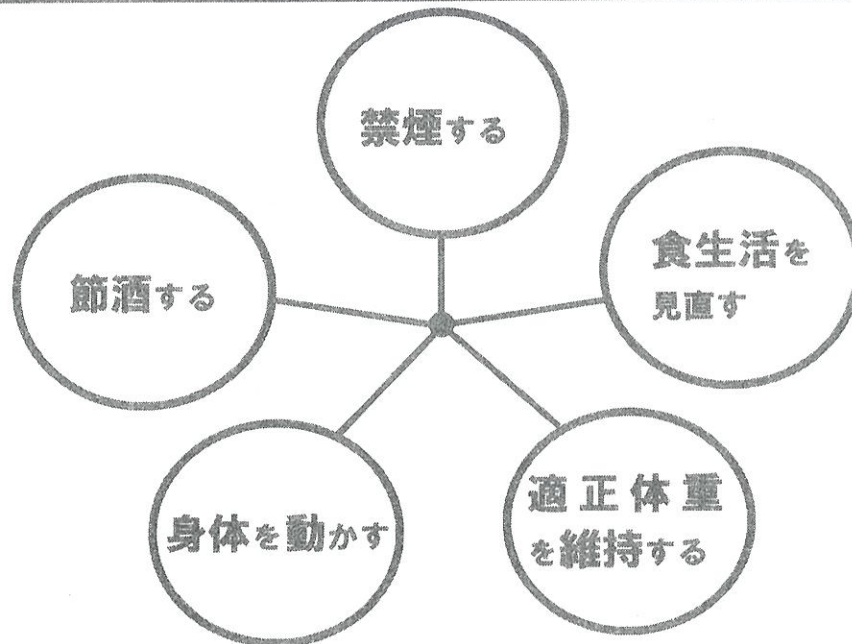 禁煙する
食生活を
見直す
節酒する
適正体重
を維持する
身体を動かす